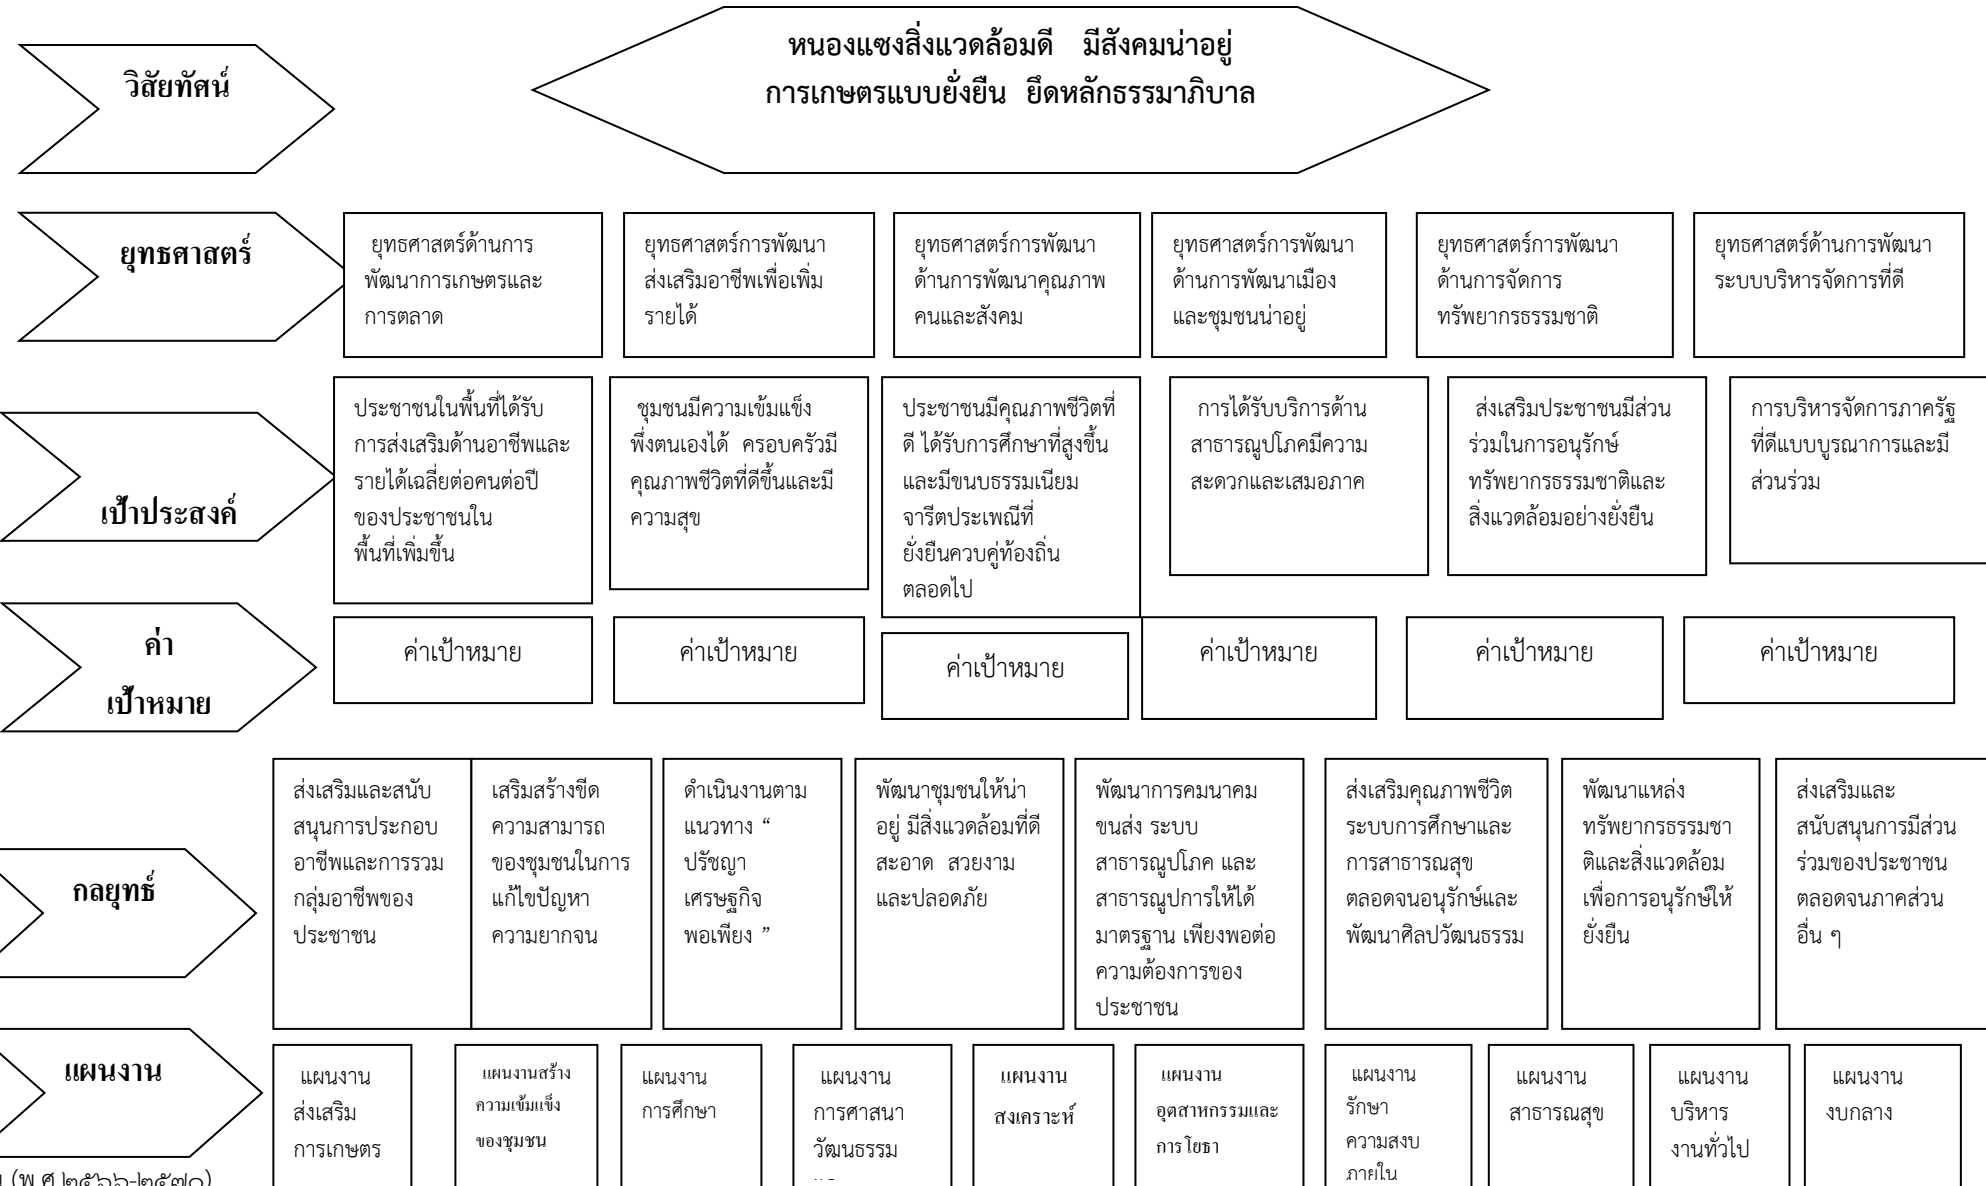 หนองแซงสิ่งแวดล้อมดี มีสังคมน่าอยู่
การเกษตรแบบยั่งยืน ยึดหลักธรรมาภิบาล
วิสัยทัศน์
ยุทธศาสตร์
ยุทธศาสตร์ด้านการ
พัฒนาการเกษตรและ
การตลาด
ยุทธศาสตร์การพัฒนา
ส่งเสริมอาชีพเพื่อเพิ่ม
รายได้
ยุทธศาสตร์การพัฒนา
ด้านการพัฒนาคุณภาพ
คนและสังคม
ยุทธศาสตร์การพัฒนา
ด้านการพัฒนาเมือง
และชุมชนน่าอยู่
ยุทธศาสตร์การพัฒนา
ด้านการจัดการ
ทรัพยากรธรรมชาติ
ยุทธศาสตร์ด้านการพัฒนา
ระบบบริหารจัดการที่ดี
เป้าประสงค์
ประชาชนในพื้นที่ได้รับ
การส่งเสริมด้านอาชีพและ
รายได้เฉลี่ยต่อคนต่อปี
ของประชาชนใน
พื้นที่เพิ่มขึ้น
ชุมชนมีความเข้มแข็ง
พึ่งตนเองได้ ครอบครัวมี
คุณภาพชีวิตที่ดีขึ้นและมี
ความสุข
ประชาชนมีคุณภาพชีวิตที่
ดี ได้รับการศึกษาที่สูงขึ้น
และมีขนบธรรมเนียม
จารีตประเพณีที่
ยั่งยืนควบคู่ท้องถิ่น
ตลอดไป
การได้รับบริการด้าน
สาธารณูปโภคมีความ
สะดวกและเสมอภาค
ส่งเสริมประชาชนมีส่วน
ร่วมในการอนุรักษ์
ทรัพยากรธรรมชาติและ
สิ่งแวดล้อมอย่างยั่งยืน
การบริหารจัดการภาครัฐ
ที่ดีแบบบูรณาการและมี
ส่วนร่วม
ค่า
เป้าหมาย
ค่าเป้าหมาย
ค่าเป้าหมาย
ค่าเป้าหมาย
ค่าเป้าหมาย
ค่าเป้าหมาย
ค่าเป้าหมาย
กลยุทธ์
ส่งเสริมและสนับ
สนุนการประกอบ
อาชีพและการรวม
กลุ่มอาชีพของ
ประชาชน
เสริมสร้างขีด
ความสามารถ
ของชุมชนในการ
แก้ไขปัญหา
ความยากจน
ดำเนินงานตาม
แนวทาง “
ปรัชญา
เศรษฐกิจ
พอเพียง ”
พัฒนาชุมชนให้น่า
อยู่ มีสิ่งแวดล้อมที่ดี
สะอาด สวยงาม
และปลอดภัย
พัฒนาการคมนาคม
ขนส่ง ระบบ
สาธารณูปโภค และ
สาธารณูปการให้ได้
มาตรฐาน เพียงพอต่อ
ความต้องการของ
ประชาชน
ส่งเสริมคุณภาพชีวิต
ระบบการศึกษาและ
การสาธารณสุข
ตลอดจนอนุรักษ์และ
พัฒนาศิลปวัฒนธรรม
พัฒนาแหล่ง
ทรัพยากรธรรมชา
ติและสิ่งแวดล้อม
เพื่อการอนุรักษ์ให้
ยั่งยืน
ส่งเสริมและ
สนับสนุนการมีส่วน
ร่วมของประชาชน
ตลอดจนภาคส่วน
อื่น ๆ
แผนงาน
แผนงาน
ส่งเสริม
การเกษตร
แผนงานสร้าง
ความเข้มแข็ง
ของชุมชน
แผนงาน
การศึกษา
แผนงาน
การศาสนา
วัฒนธรรม
แผนงาน
สงเคราะห์
แผนงาน
อุตสาหกรรมและ
การโยธา
แผนงาน
รักษา
ความสงบ
ภายใน
แผนงาน
สาธารณสุข
แผนงาน
บริหาร
งานทั่วไป
แผนงาน
งบกลาง
(พ.ศ.๒๕๖๖-๒๕๗๐)